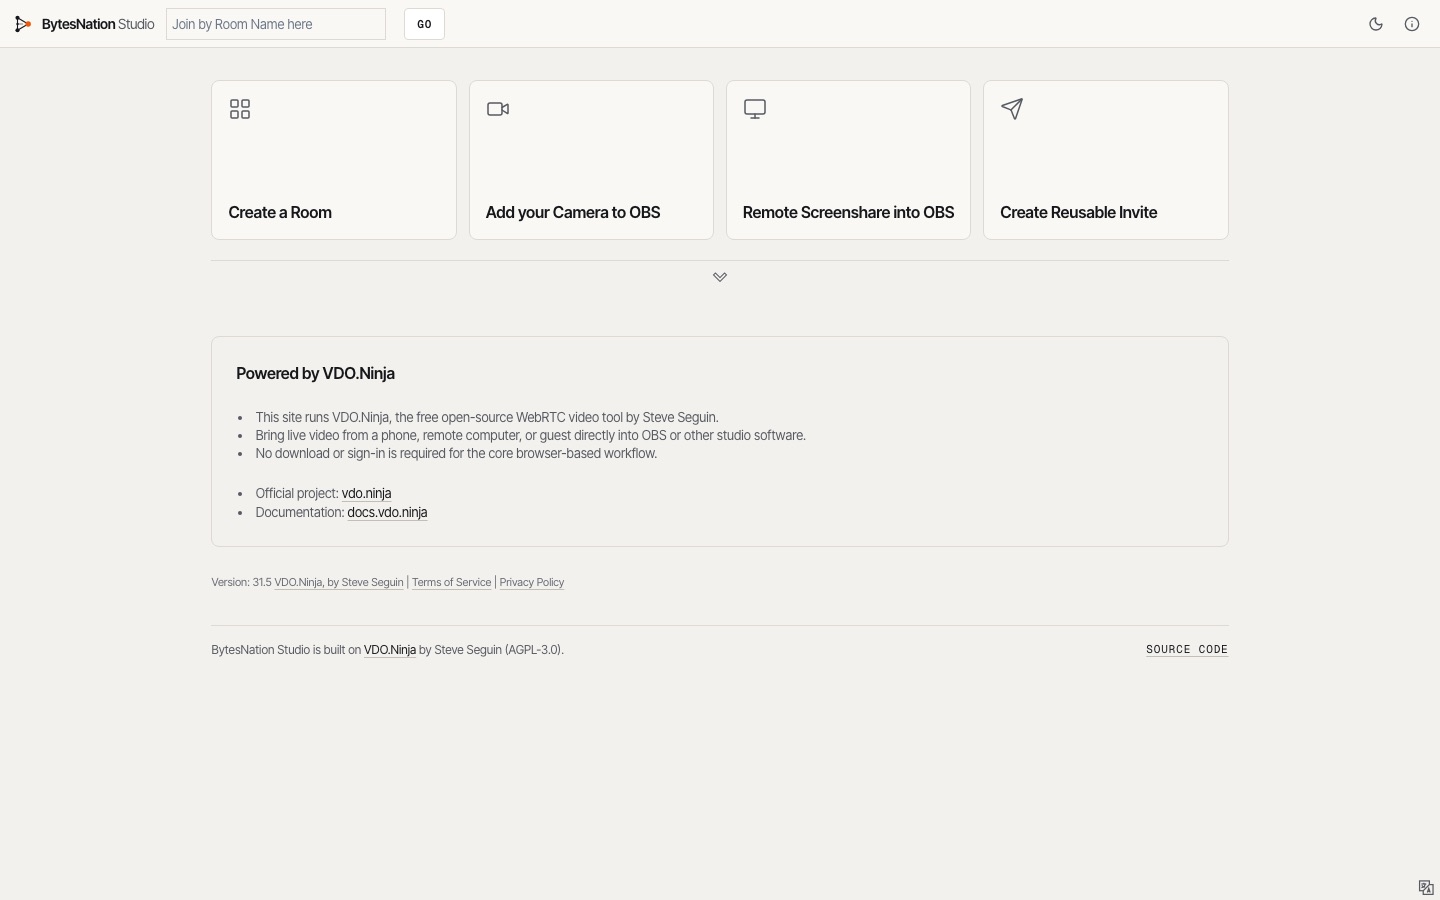 BytesNation Studio
Join by Room Name here
GO
Create a Room
Add your Camera to OBS
Remote Screenshare into OBS
Create Reusable Invite
Powered by VDO.Ninja
This site runs VDO.Ninja, the free open-source WebRTC video tool by Steve Seguin.
Bring live video from a phone, remote computer, or guest directly into OBS or other studio software.
No download or sign-in is required for the core browser-based workflow.
Official project: vdo.ninja
Documentation: docs.vdo.ninja
Version: 31.5 VDO.Ninja, by Steve Seguin | Terms of Service | Privacy Policy
BytesNation Studio is built on VDO.Ninja by Steve Seguin (AGPL-3.0).
SOURCE CODE